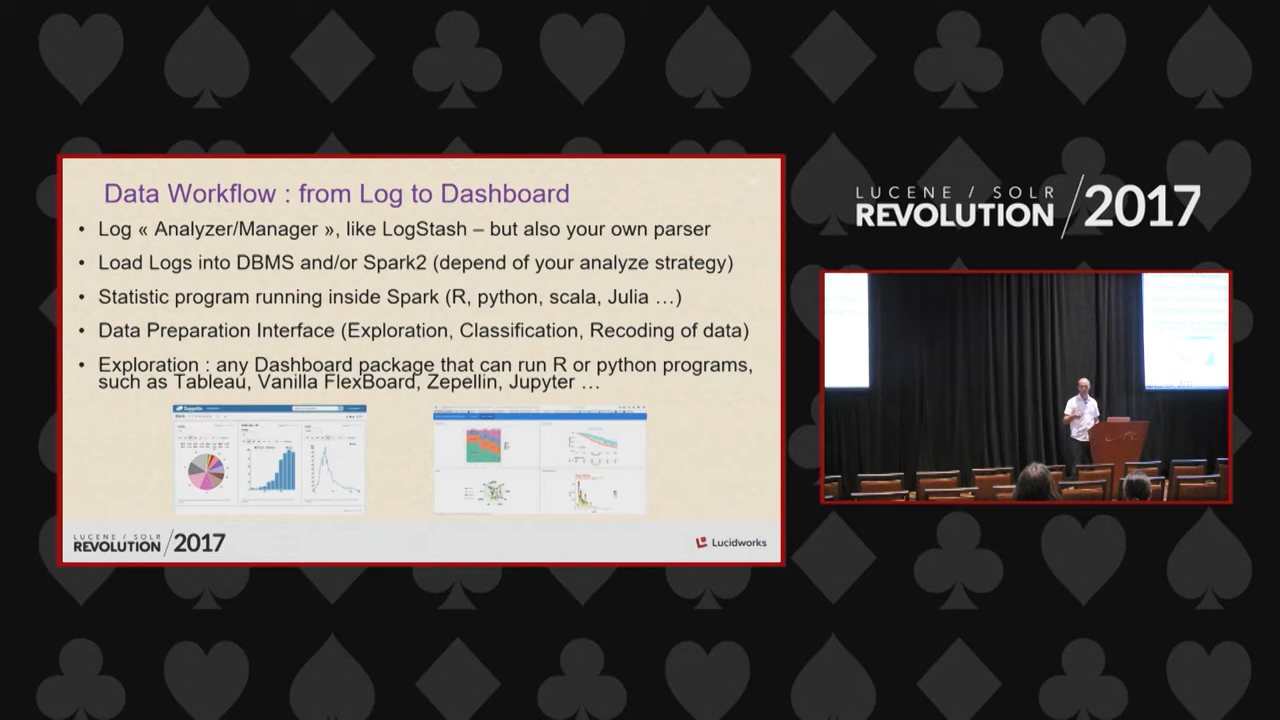 Data Workflow : from Log to Dashboard
• Log « Analyzer/Manager », like LogStash – but also your own parser
• Load Logs into DBMS and/or Spark2 (depend of your analyze strategy)
• Statistic program running inside Spark (R, python, scala, Julia …)
• Data Preparation Interface (Exploration, Classification, Recoding of data)
• Exploration : any Dashboard package that can run R or python programs,
such as Tableau, Vanilla FlexBoard, Zepellin, Jupyter …
LUCENE / SOLR
REVOLUTION / 2017
Lucidworks
LUCENE / SOLR
REVOLUTION / 2017